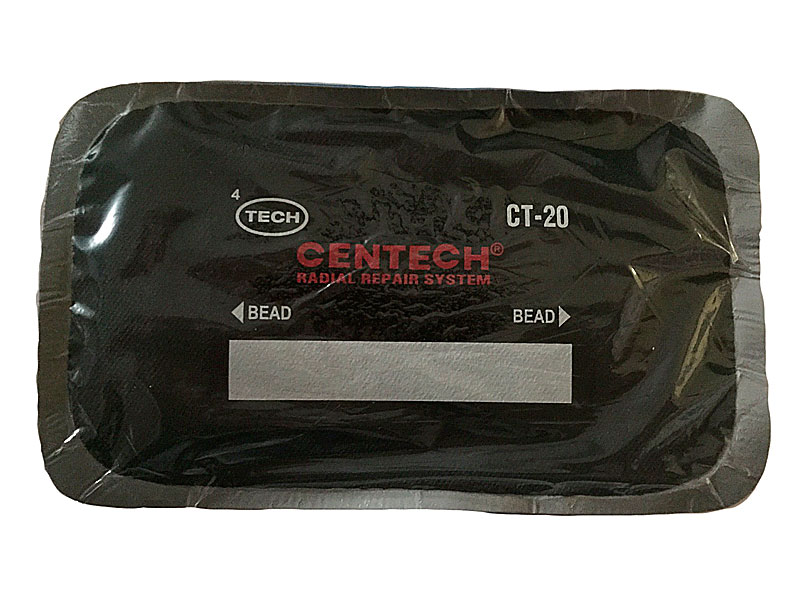 4
TECH
CT-20
CENTECH®
RADIAL REPAIR SYSTEM
BEAD
BEAD